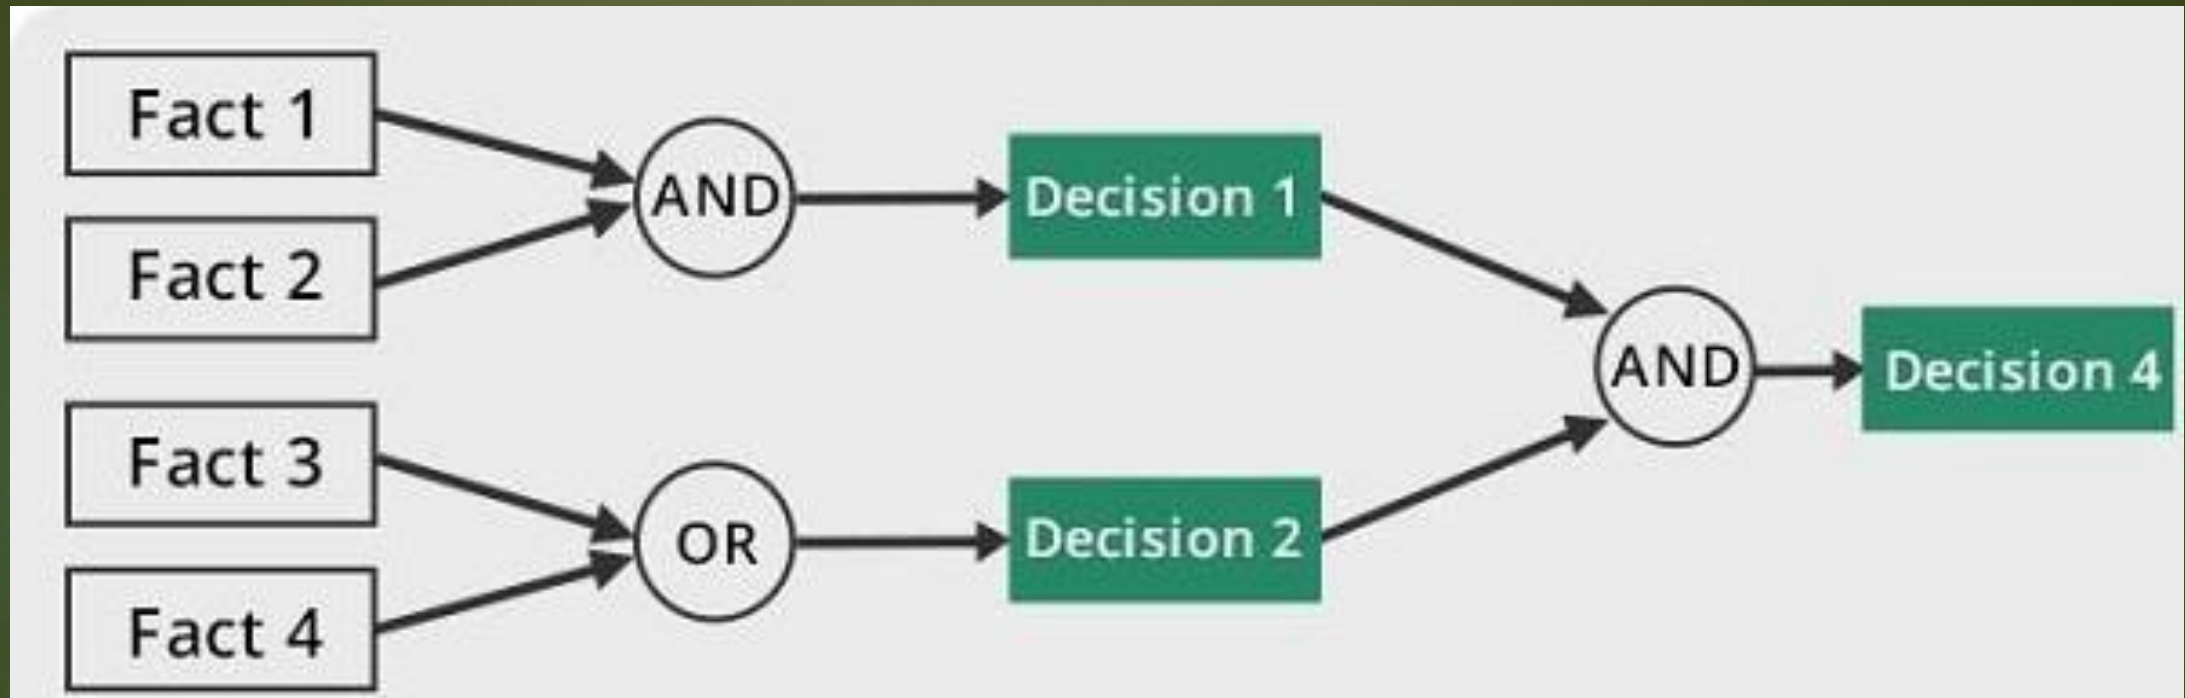 Fact 1
Fact 2
AND
Decision 1
Fact 3
Fact 4
OR
Decision 2
AND
Decision 4